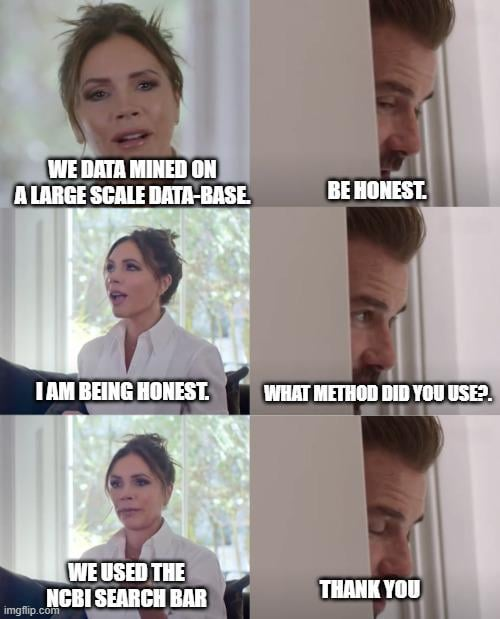 WE DATA MINED ON
A LARGE SCALE DATA-BASE.
BE HONEST.
I AM BEING HONEST.
WHAT METHOD DID YOU USE?.
WE USED THE
NCBI SEARCH BAR
THANK YOU
imgflip.com